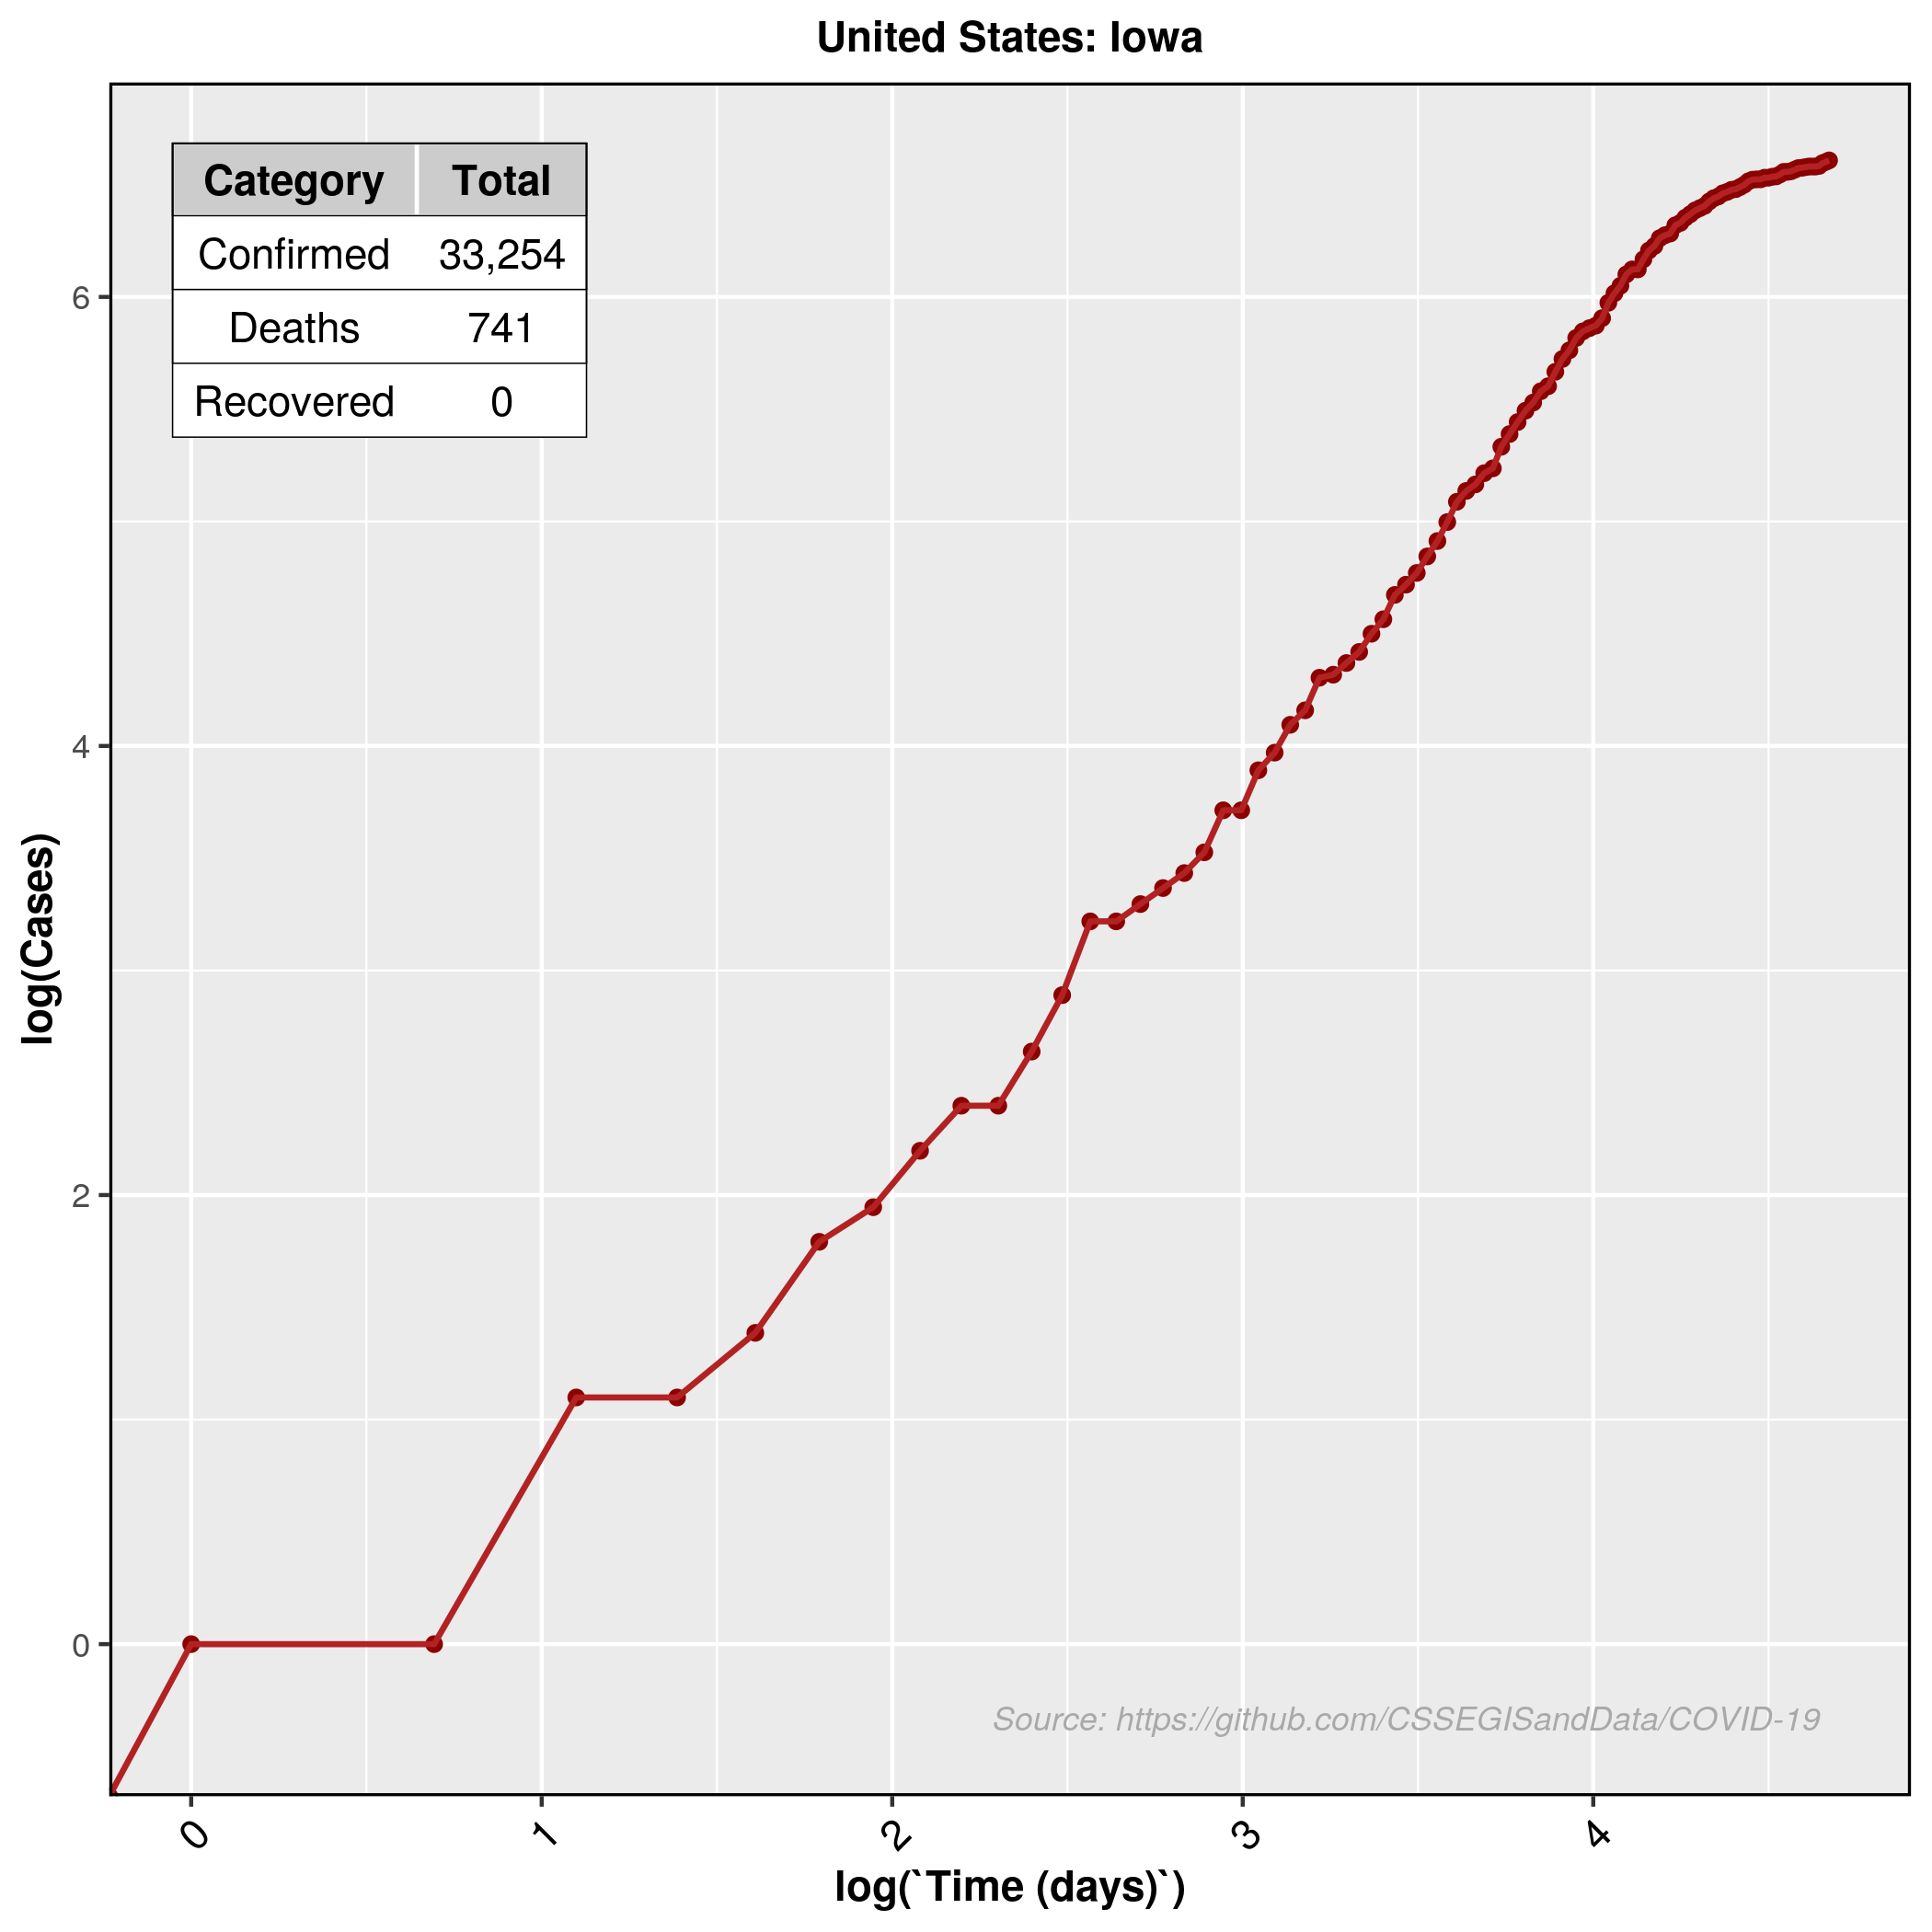 United States: Iowa
Category Total
Confirmed 33,254
Deaths 741
Recovered 0
6
4
2
0
log(Cases)
Source: https://github.com/CSSEGISandData/COVID-19
0 1 2 3 4
log(`Time (days)`)